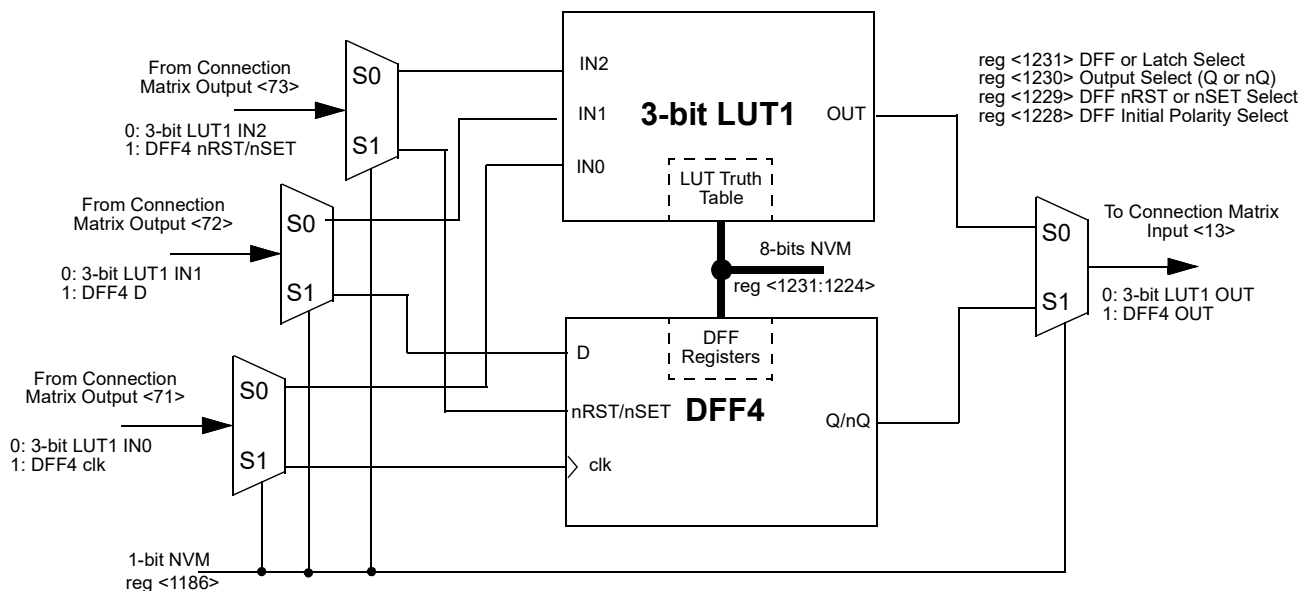 From Connection
Matrix Output <73>
0: 3-bit LUT1 IN2
1: DFF4 nRST/nSET
S0
S1
From Connection
Matrix Output <72>
0: 3-bit LUT1 IN1
1: DFF4 D
S0
S1
From Connection
Matrix Output <71>
0: 3-bit LUT1 IN0
1: DFF4 clk
S0
S1
1-bit NVM
reg <1186>
IN2
IN1
IN0
3-bit LUT1
OUT
LUT Truth
Table
8-bits NVM
reg <1231:1224>
DFF
Registers
D
nRST/nSET
clk
DFF4
Q/nQ
reg <1231> DFF or Latch Select
reg <1230> Output Select (Q or nQ)
reg <1229> DFF nRST or nSET Select
reg <1228> DFF Initial Polarity Select
S0
S1
To Connection Matrix
Input <13>
0: 3-bit LUT1 OUT
1: DFF4 OUT